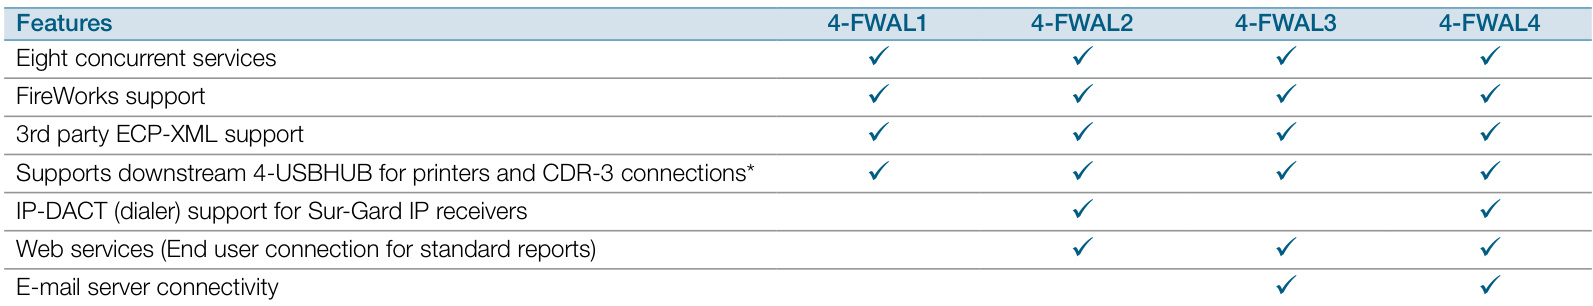 Features 4-FWAL1 4-FWAL2 4-FWAL3 4-FWAL4
Eight concurrent services ✓ ✓ ✓ ✓
FireWorks support ✓ ✓ ✓ ✓
3rd party ECP-XML support ✓ ✓ ✓ ✓
Supports downstream 4-USBHUB for printers and CDR-3 connections* ✓ ✓ ✓ ✓
IP-DACT (dialer) support for Sur-Gard IP receivers ✓ ✓
Web services (End user connection for standard reports) ✓ ✓ ✓
E-mail server connectivity ✓ ✓